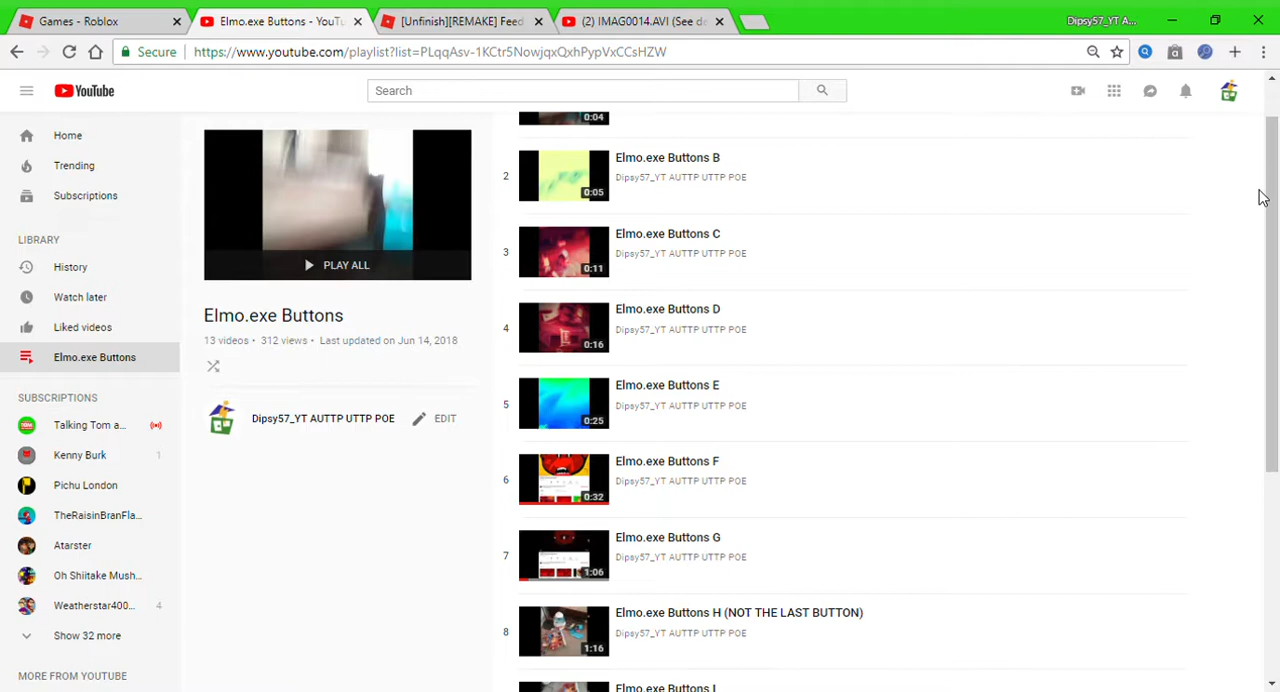 Games - Roblox
Elmo.exe Buttons - YouTu
[Unfinish][REMAKE] Feed
(2) IMAG0014.AVI (See de
Dipsy57_YT A...
Secure
https://www.youtube.com/playlist?list=PLqqAsv-1KCtr5NowjqxQxhPypVxCCsHZW
YouTube
Search
Home
Trending
Subscriptions
LIBRARY
History
Watch later
Liked videos
Elmo.exe Buttons
SUBSCRIPTIONS
Talking Tom a...
Kenny Burk 1
Pichu London
TheRaisinBranFla...
Atarster
Oh Shiitake Mush...
Weatherstar400... 4
Show 32 more
MORE FROM YOUTUBE
PLAY ALL
Elmo.exe Buttons
13 videos • 312 views • Last updated on Jun 14, 2018
Dipsy57_YT AUTTP UTTP POE
EDIT
0:04
2
0:05
Elmo.exe Buttons B
Dipsy57_YT AUTTP UTTP POE
3
0:11
Elmo.exe Buttons C
Dipsy57_YT AUTTP UTTP POE
4
0:16
Elmo.exe Buttons D
Dipsy57_YT AUTTP UTTP POE
5
0:25
Elmo.exe Buttons E
Dipsy57_YT AUTTP UTTP POE
6
0:32
Elmo.exe Buttons F
Dipsy57_YT AUTTP UTTP POE
7
1:06
Elmo.exe Buttons G
Dipsy57_YT AUTTP UTTP POE
8
1:16
Elmo.exe Buttons H (NOT THE LAST BUTTON)
Dipsy57_YT AUTTP UTTP POE
Elmo.exe Buttons I